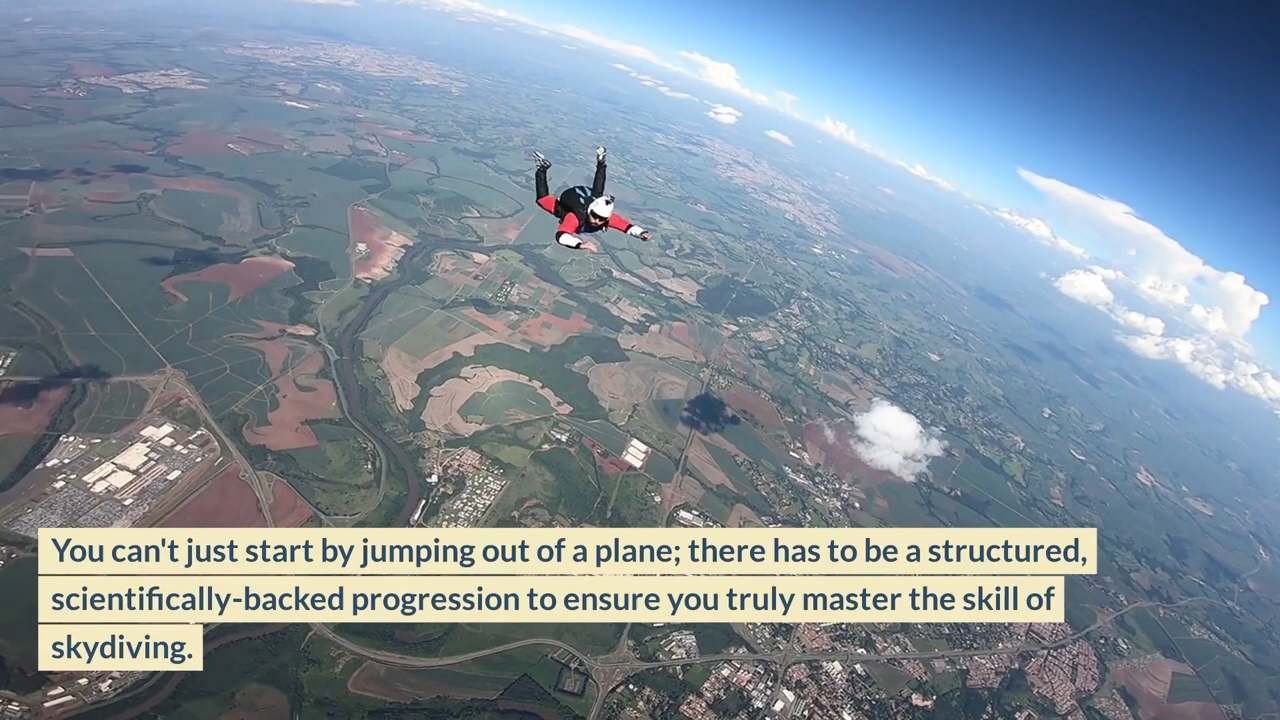 You can't just start by jumping out of a plane; there has to be a structured,
scientifically-backed progression to ensure you truly master the skill of
skydiving.